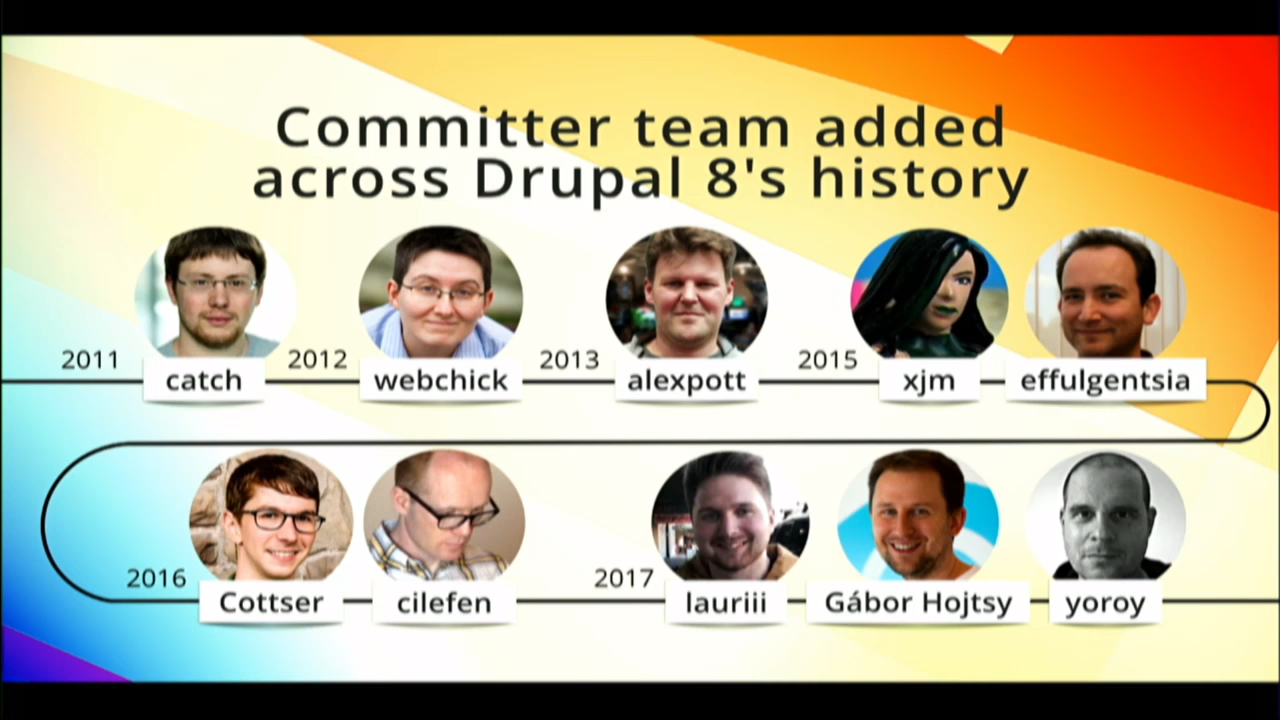 Committer team added
across Drupal 8's history
2011 catch 2012 webchick 2013 alexpott 2015 xjm effulgentsia
2016 Cottser cilefen 2017 lauriii Gábor Hojtsy yoroy